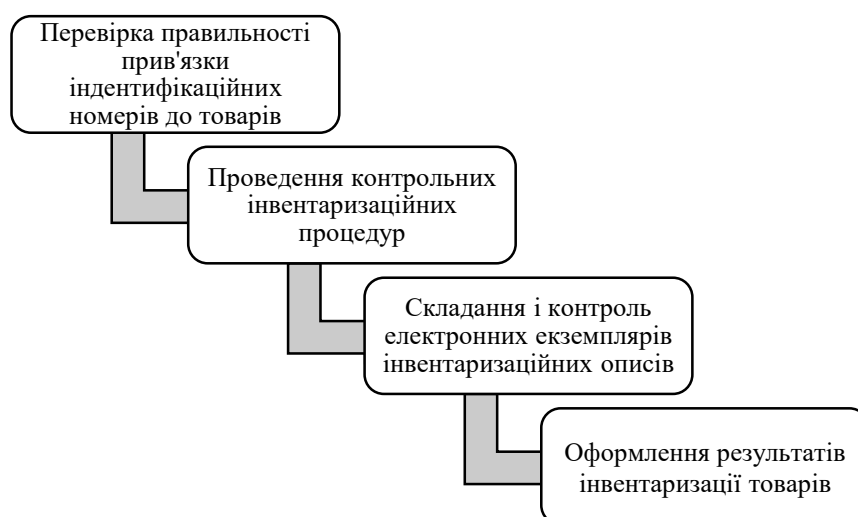 Перевірка правильності
прив'язки
індентифікаційних
номерів до товарів
Проведення контрольних
інвентаризаційних
процедур
Складання і контроль
електронних екземплярів
інвентаризаційних описів
Оформлення результатів
інвентаризації товарів